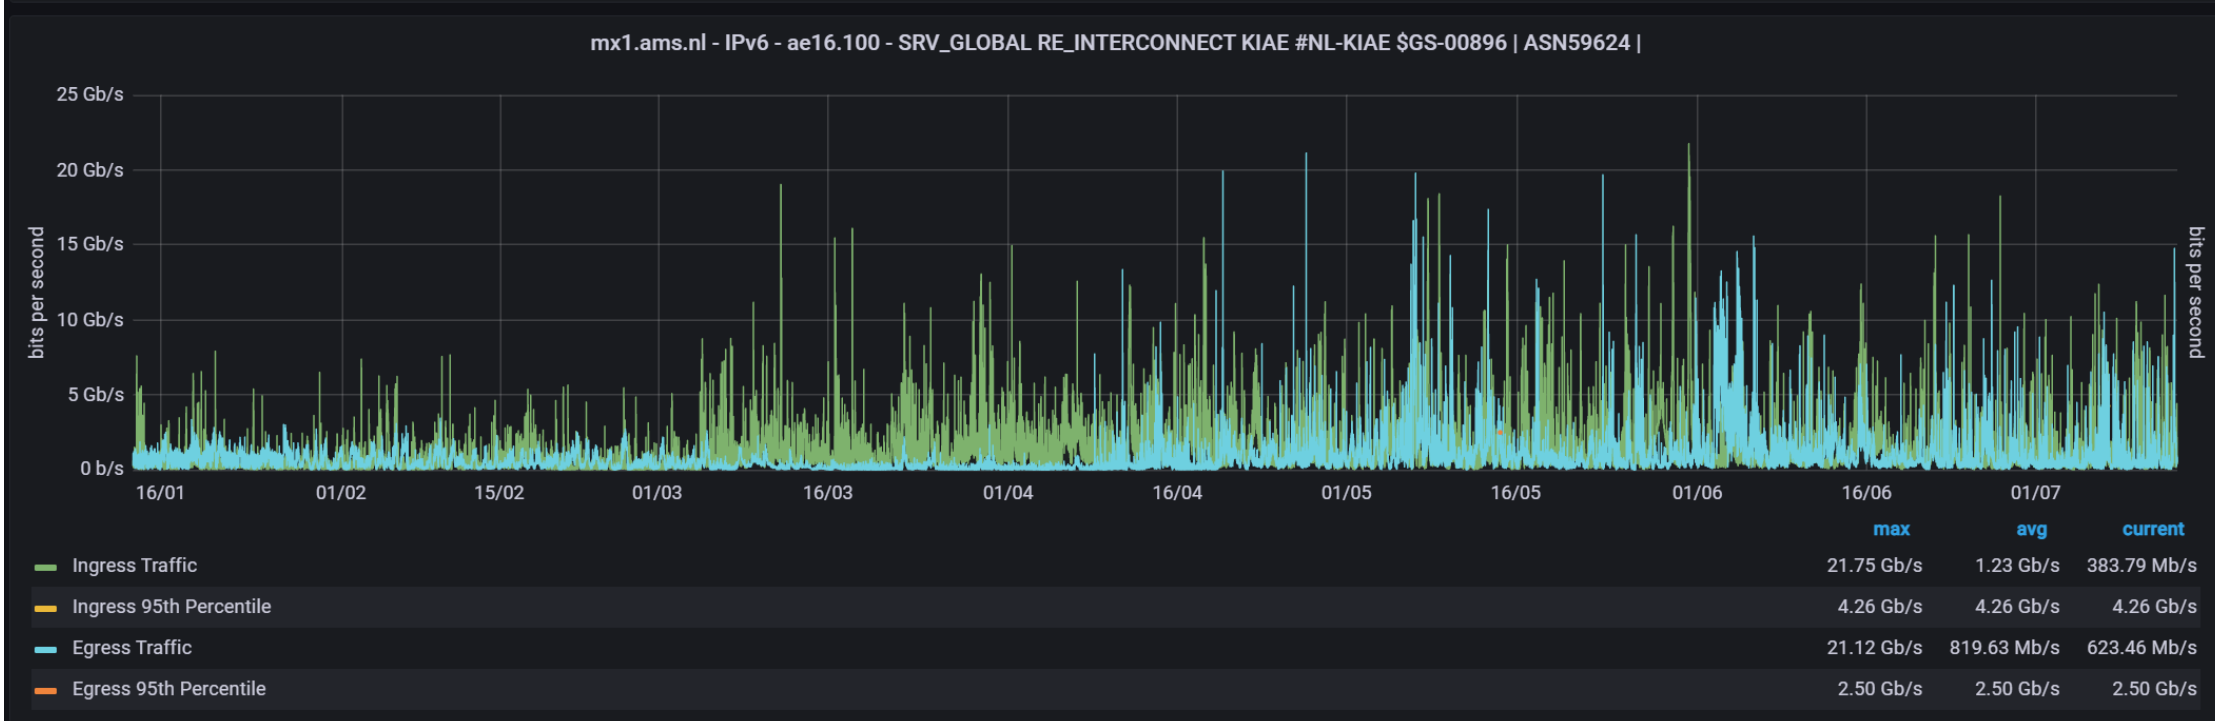 mx1.ams.nl - IPv6 - ae16.100 - SRV_GLOBAL RE_INTERCONNECT KIAE #NL-KIAE $GS-00896 | ASN59624 |
25 Gb/s
20 Gb/s
15 Gb/s
10 Gb/s
5 Gb/s
0 b/s
bits per second
bits per second
16/01 01/02 15/02 01/03 16/03 01/04 16/04 01/05 16/05 01/06 16/06 01/07
max avg current
Ingress Traffic 21.75 Gb/s 1.23 Gb/s 383.79 Mb/s
Ingress 95th Percentile 4.26 Gb/s 4.26 Gb/s 4.26 Gb/s
Egress Traffic 21.12 Gb/s 819.63 Mb/s 623.46 Mb/s
Egress 95th Percentile 2.50 Gb/s 2.50 Gb/s 2.50 Gb/s